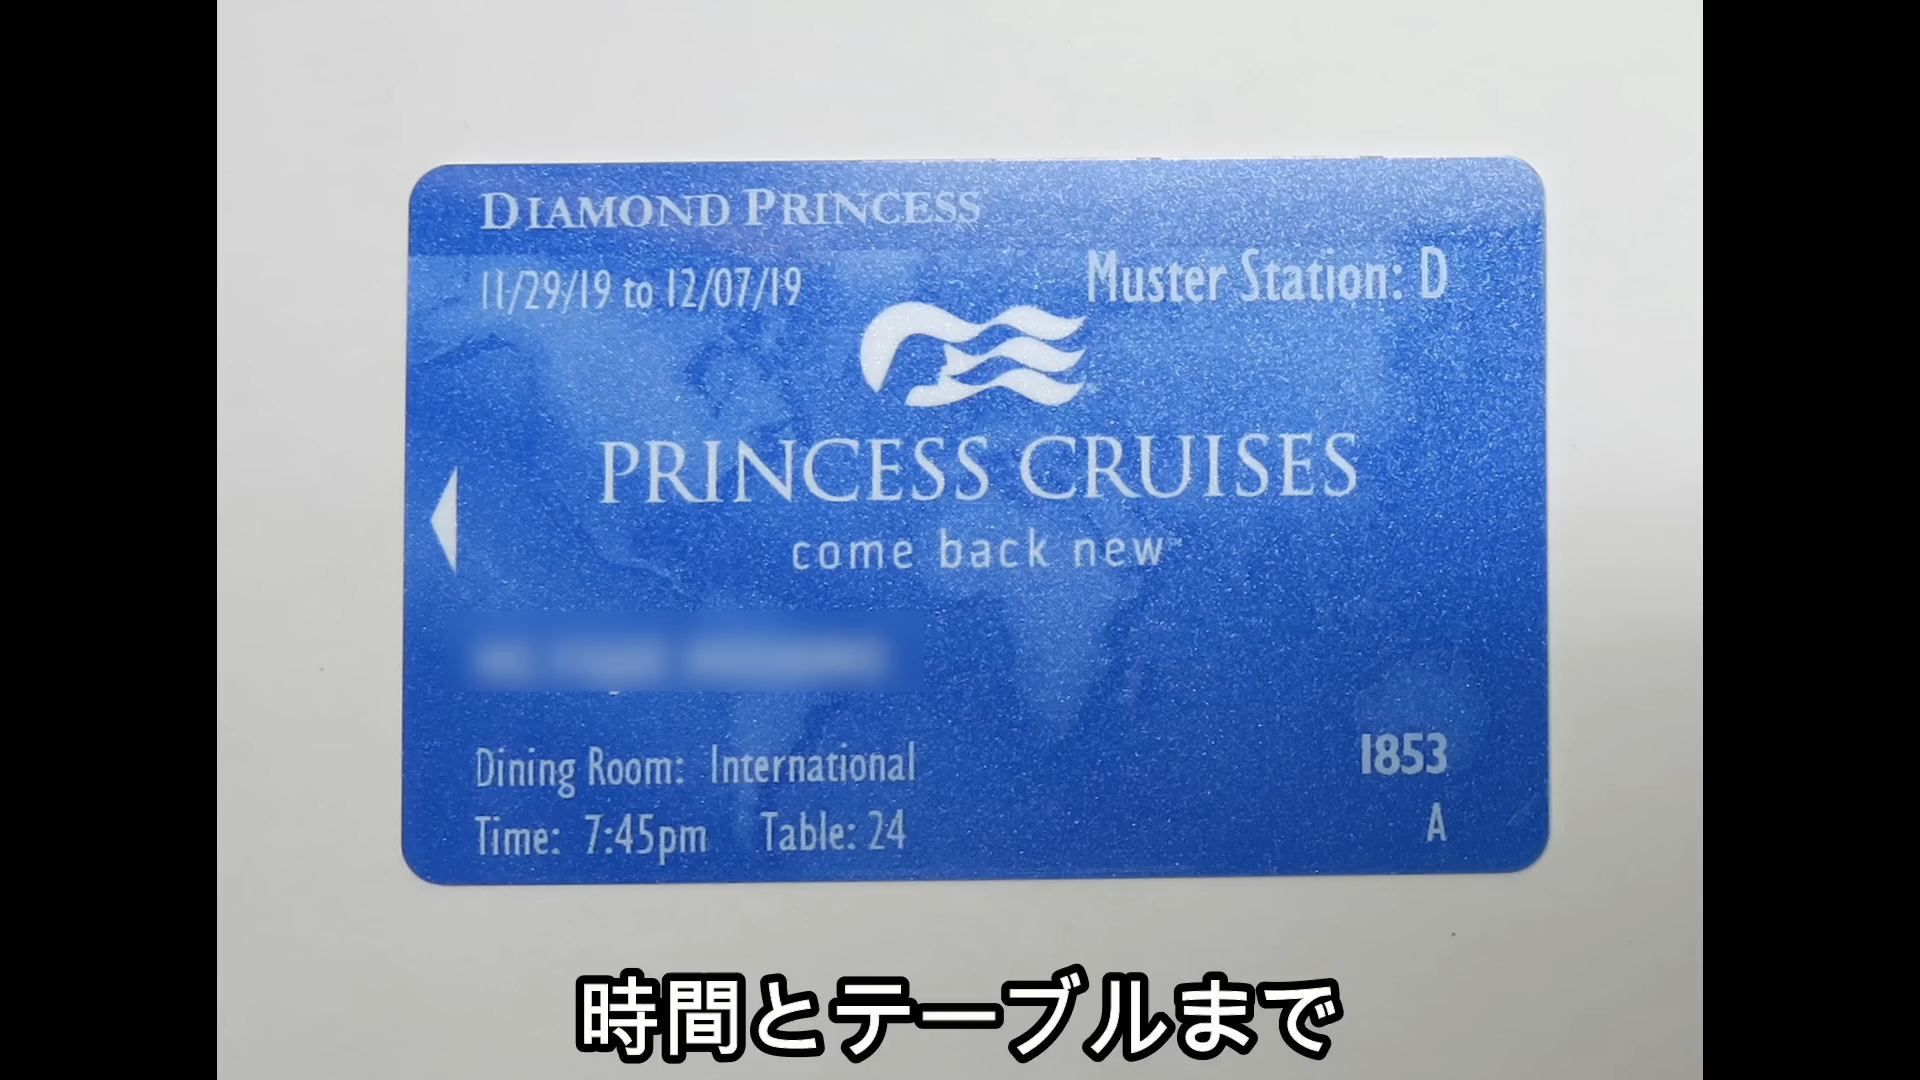 DIAMOND PRINCESS
11/29/19 to 12/07/19
Muster Station: D
PRINCESS CRUISES
come back new
Dining Room: International
1853
Time: 7:45pm Table: 24
A
時間とテーブルまで